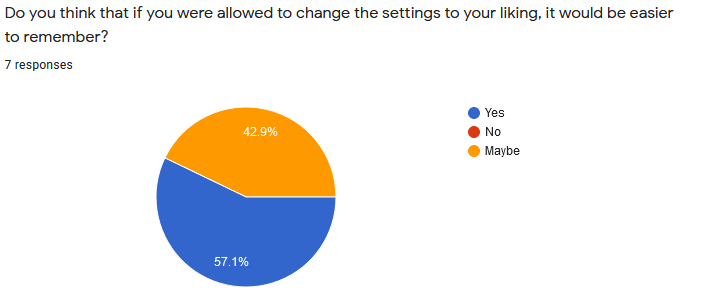 Do you think that if you were allowed to change the settings to your liking, it would be easier
to remember?
7 responses
42.9%
57.1%
Yes
No
Maybe